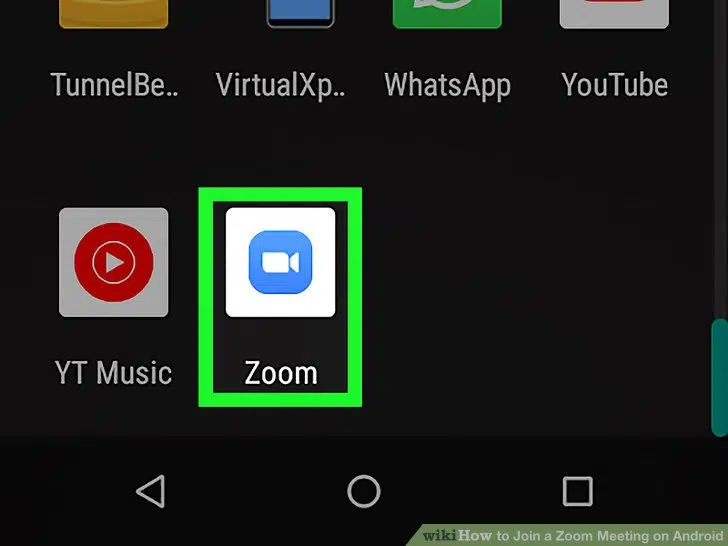 TunnelBe..
VirtualXp..
WhatsApp
YouTube
YT Music
Zoom
wikiHow to Join a Zoom Meeting on Android